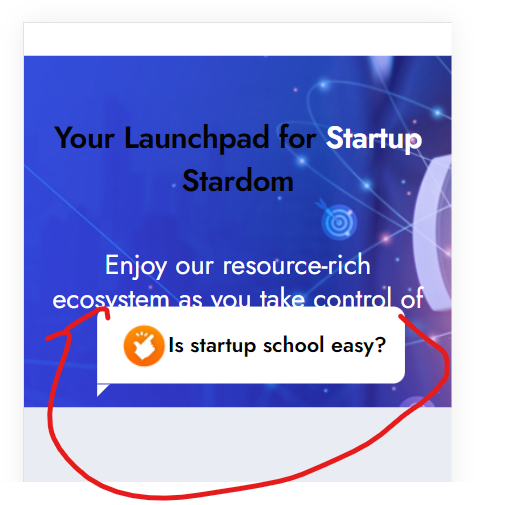 Your Launchpad for Startup
Stardom
Enjoy our resource-rich
ecosystem as you take control of
Is startup school easy?